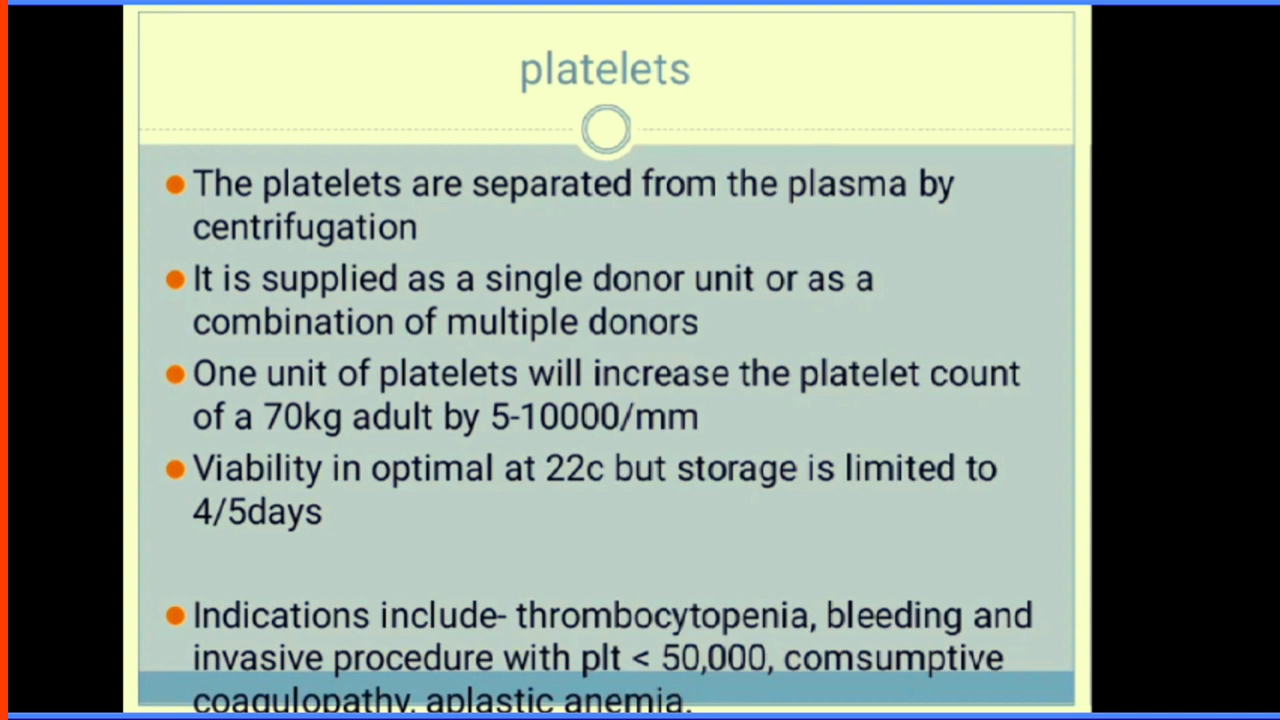 platelets
The platelets are separated from the plasma by
centrifugation
It is supplied as a single donor unit or as a
combination of multiple donors
One unit of platelets will increase the platelet count
of a 70kg adult by 5-10000/mm
Viability in optimal at 22c but storage is limited to
4/5days
Indications include- thrombocytopenia, bleeding and
invasive procedure with plt < 50,000, comsumptive
coagulopathy, aplastic anemia.